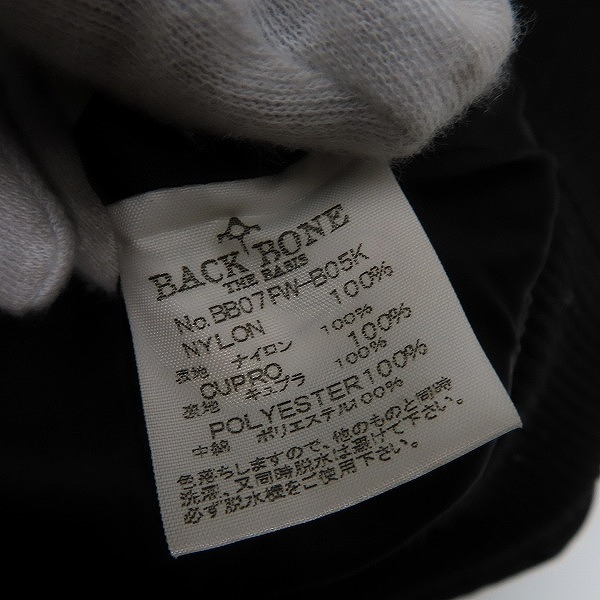 BACK BONE
THE BASIS
No.BB07FW-B05K
NYLON 100%
表地 ナイロン 100%
CUPRO 100%
裏地 キュプラ 100%
POLYESTER100%
中綿 ポリエステル100%
色落ちしますので、他のものと同時
洗濯、又同時脱水は避けて下さい。
必ず脱水機をご使用下さい。